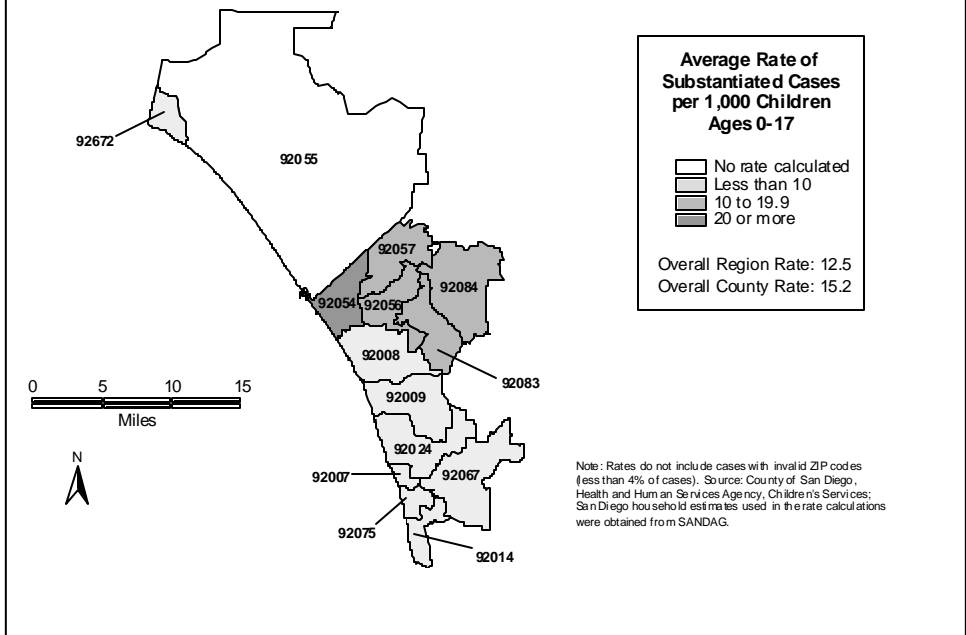 Average Rate of
Substantiated Cases
per 1,000 Children
Ages 0-17
No rate calculated
Less than 10
10 to 19.9
20 or more
Overall Region Rate: 12.5
Overall County Rate: 15.2
92672
92055
92057
92084
92054
92056
92008
92083
92009
92024
92007
92067
92075
92014
0 5 10 15
Miles
N
Note: Rates do not include cases with invalid ZIP codes
(less than 4% of cases). Source: County of San Diego,
Health and Human Services Agency, Children's Services;
San Diego household estimates used in the rate calculations
were obtained from SANDAG.